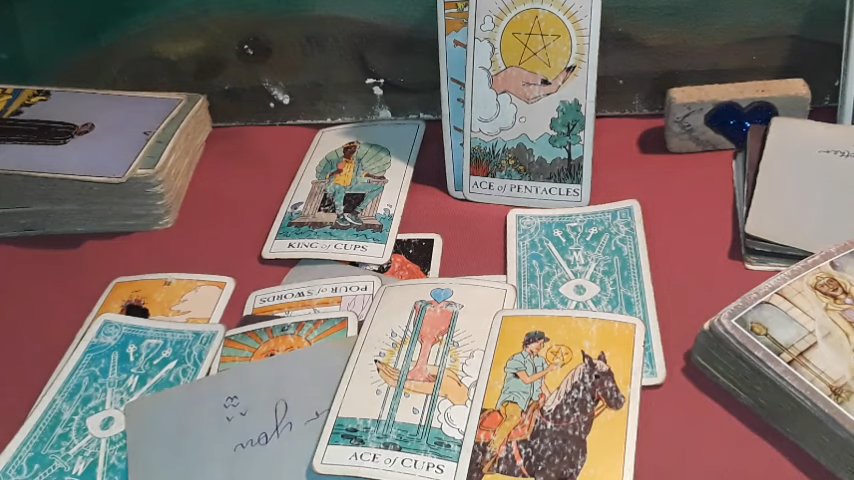 ACE OF PENTACLES
KING OF CUPS
FOUR OF SWORDS
ACE OF CUPS
you